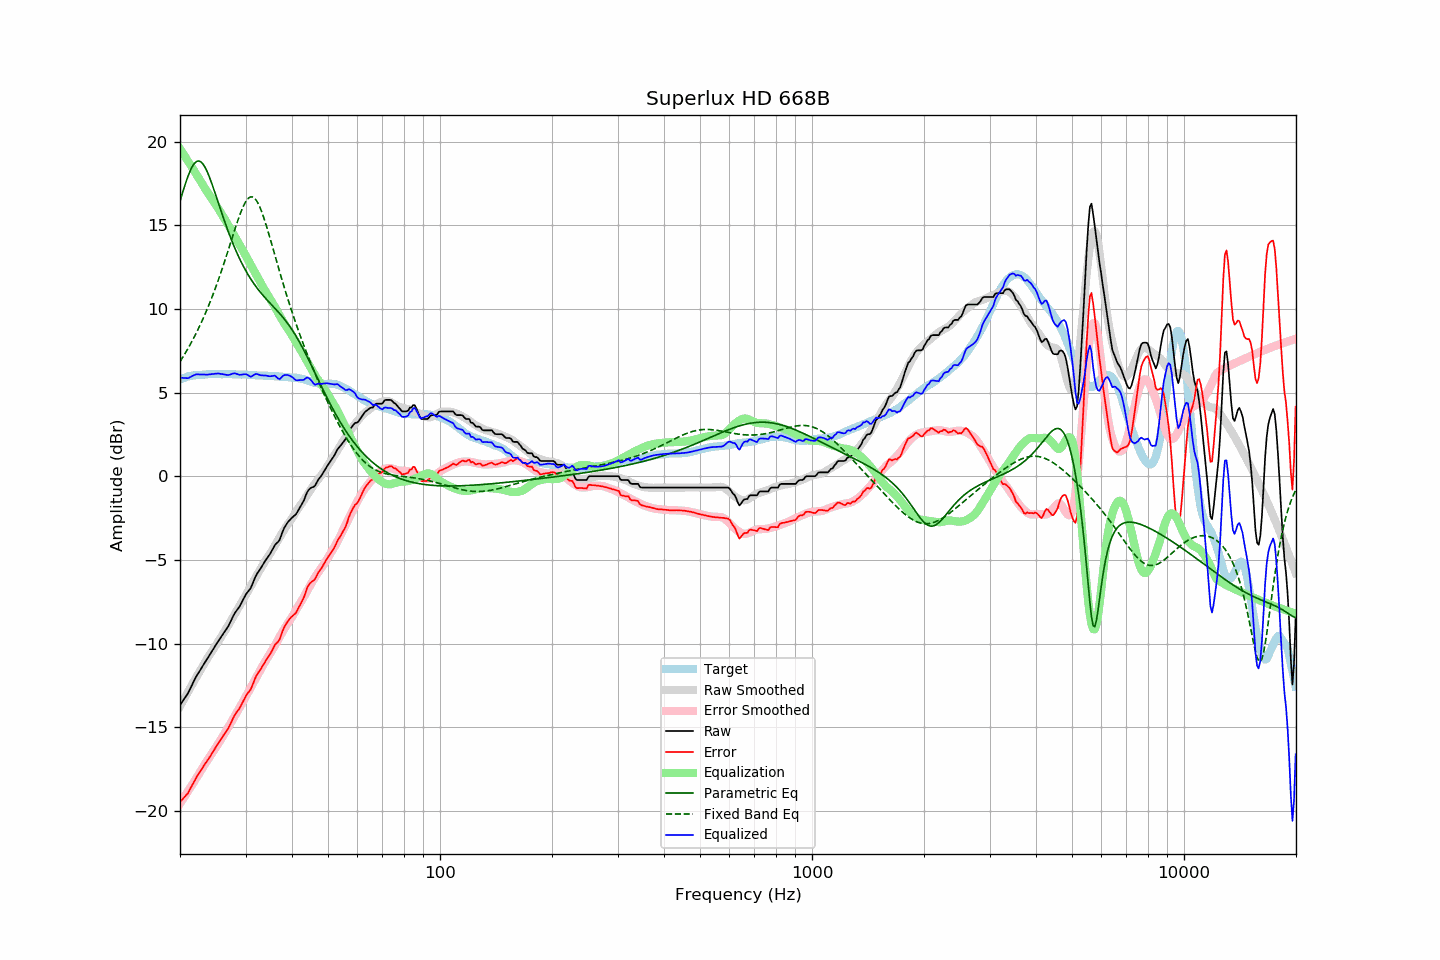 Superlux HD 668B
20
15
10
5
0
−5
−10
−15
−20
Amplitude (dBr)
Target
Raw Smoothed
Error Smoothed
Raw
Error
Equalization
Parametric Eq
Fixed Band Eq
Equalized
100
1000
10000
Frequency (Hz)